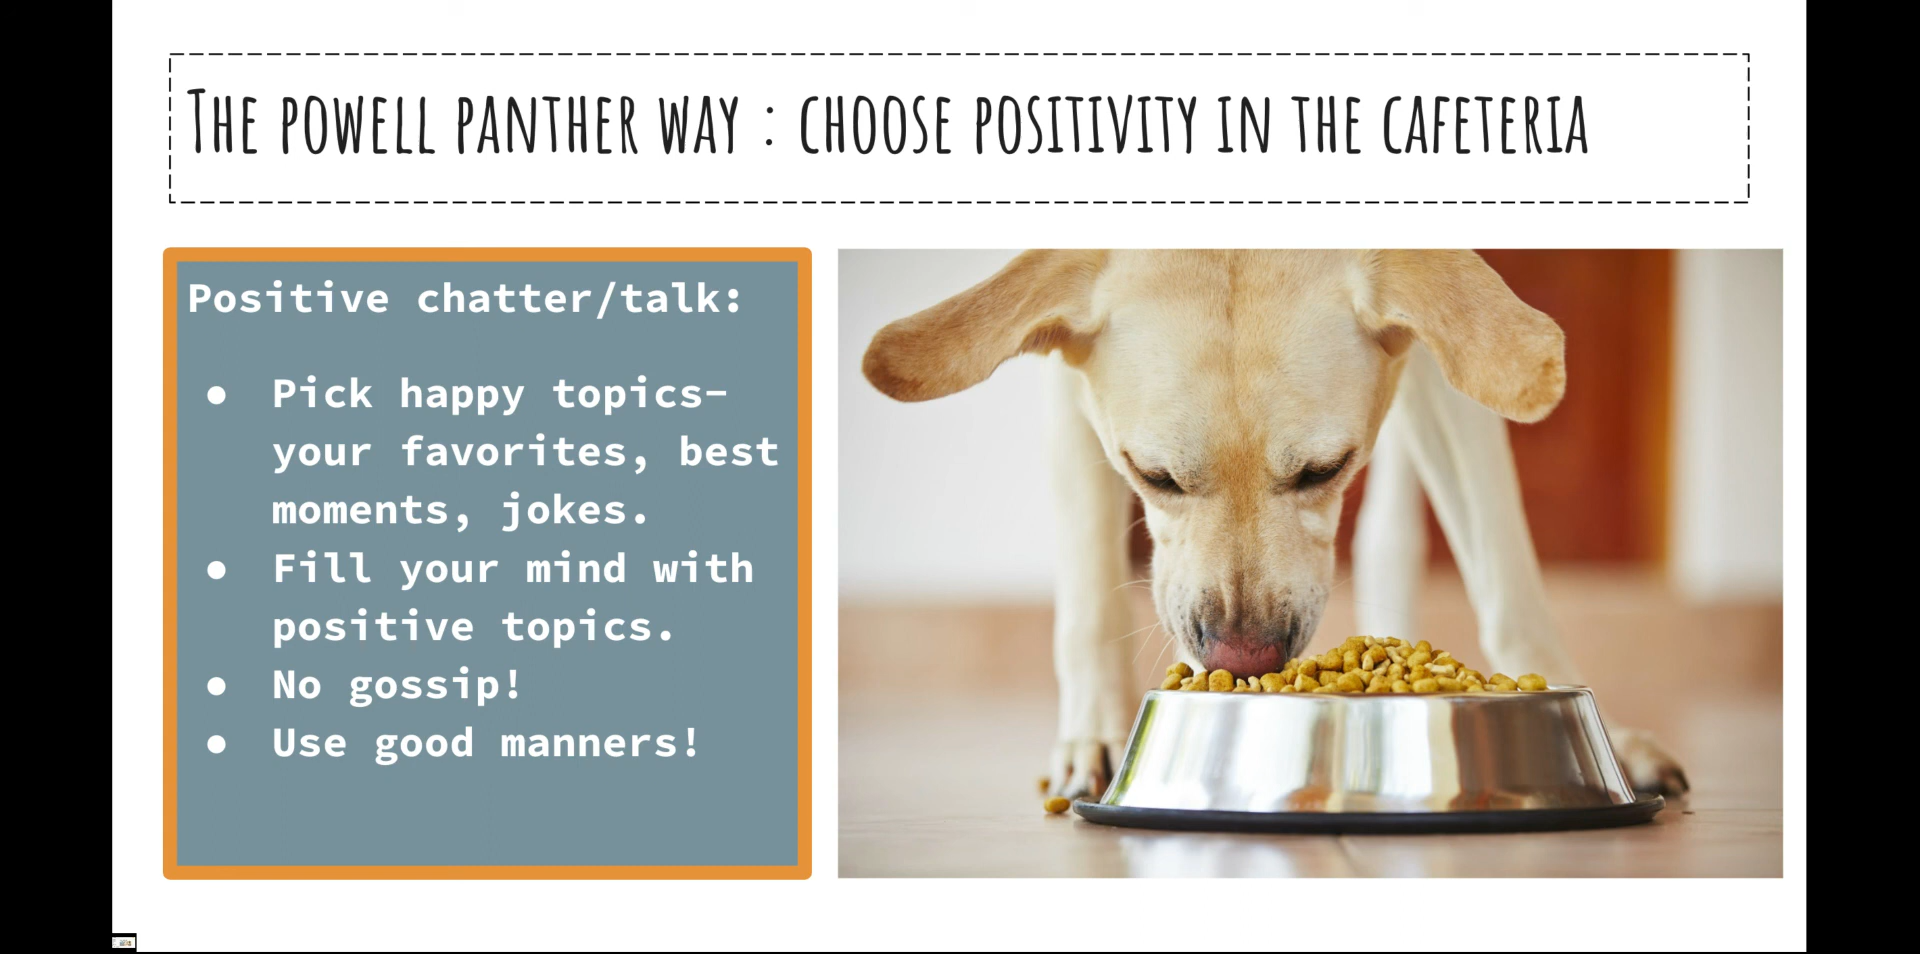 The powell panther way : choose positivity in the cafeteria
Positive chatter/talk:
● Pick happy topics-
your favorites, best
moments, jokes.
● Fill your mind with
positive topics.
● No gossip!
● Use good manners!